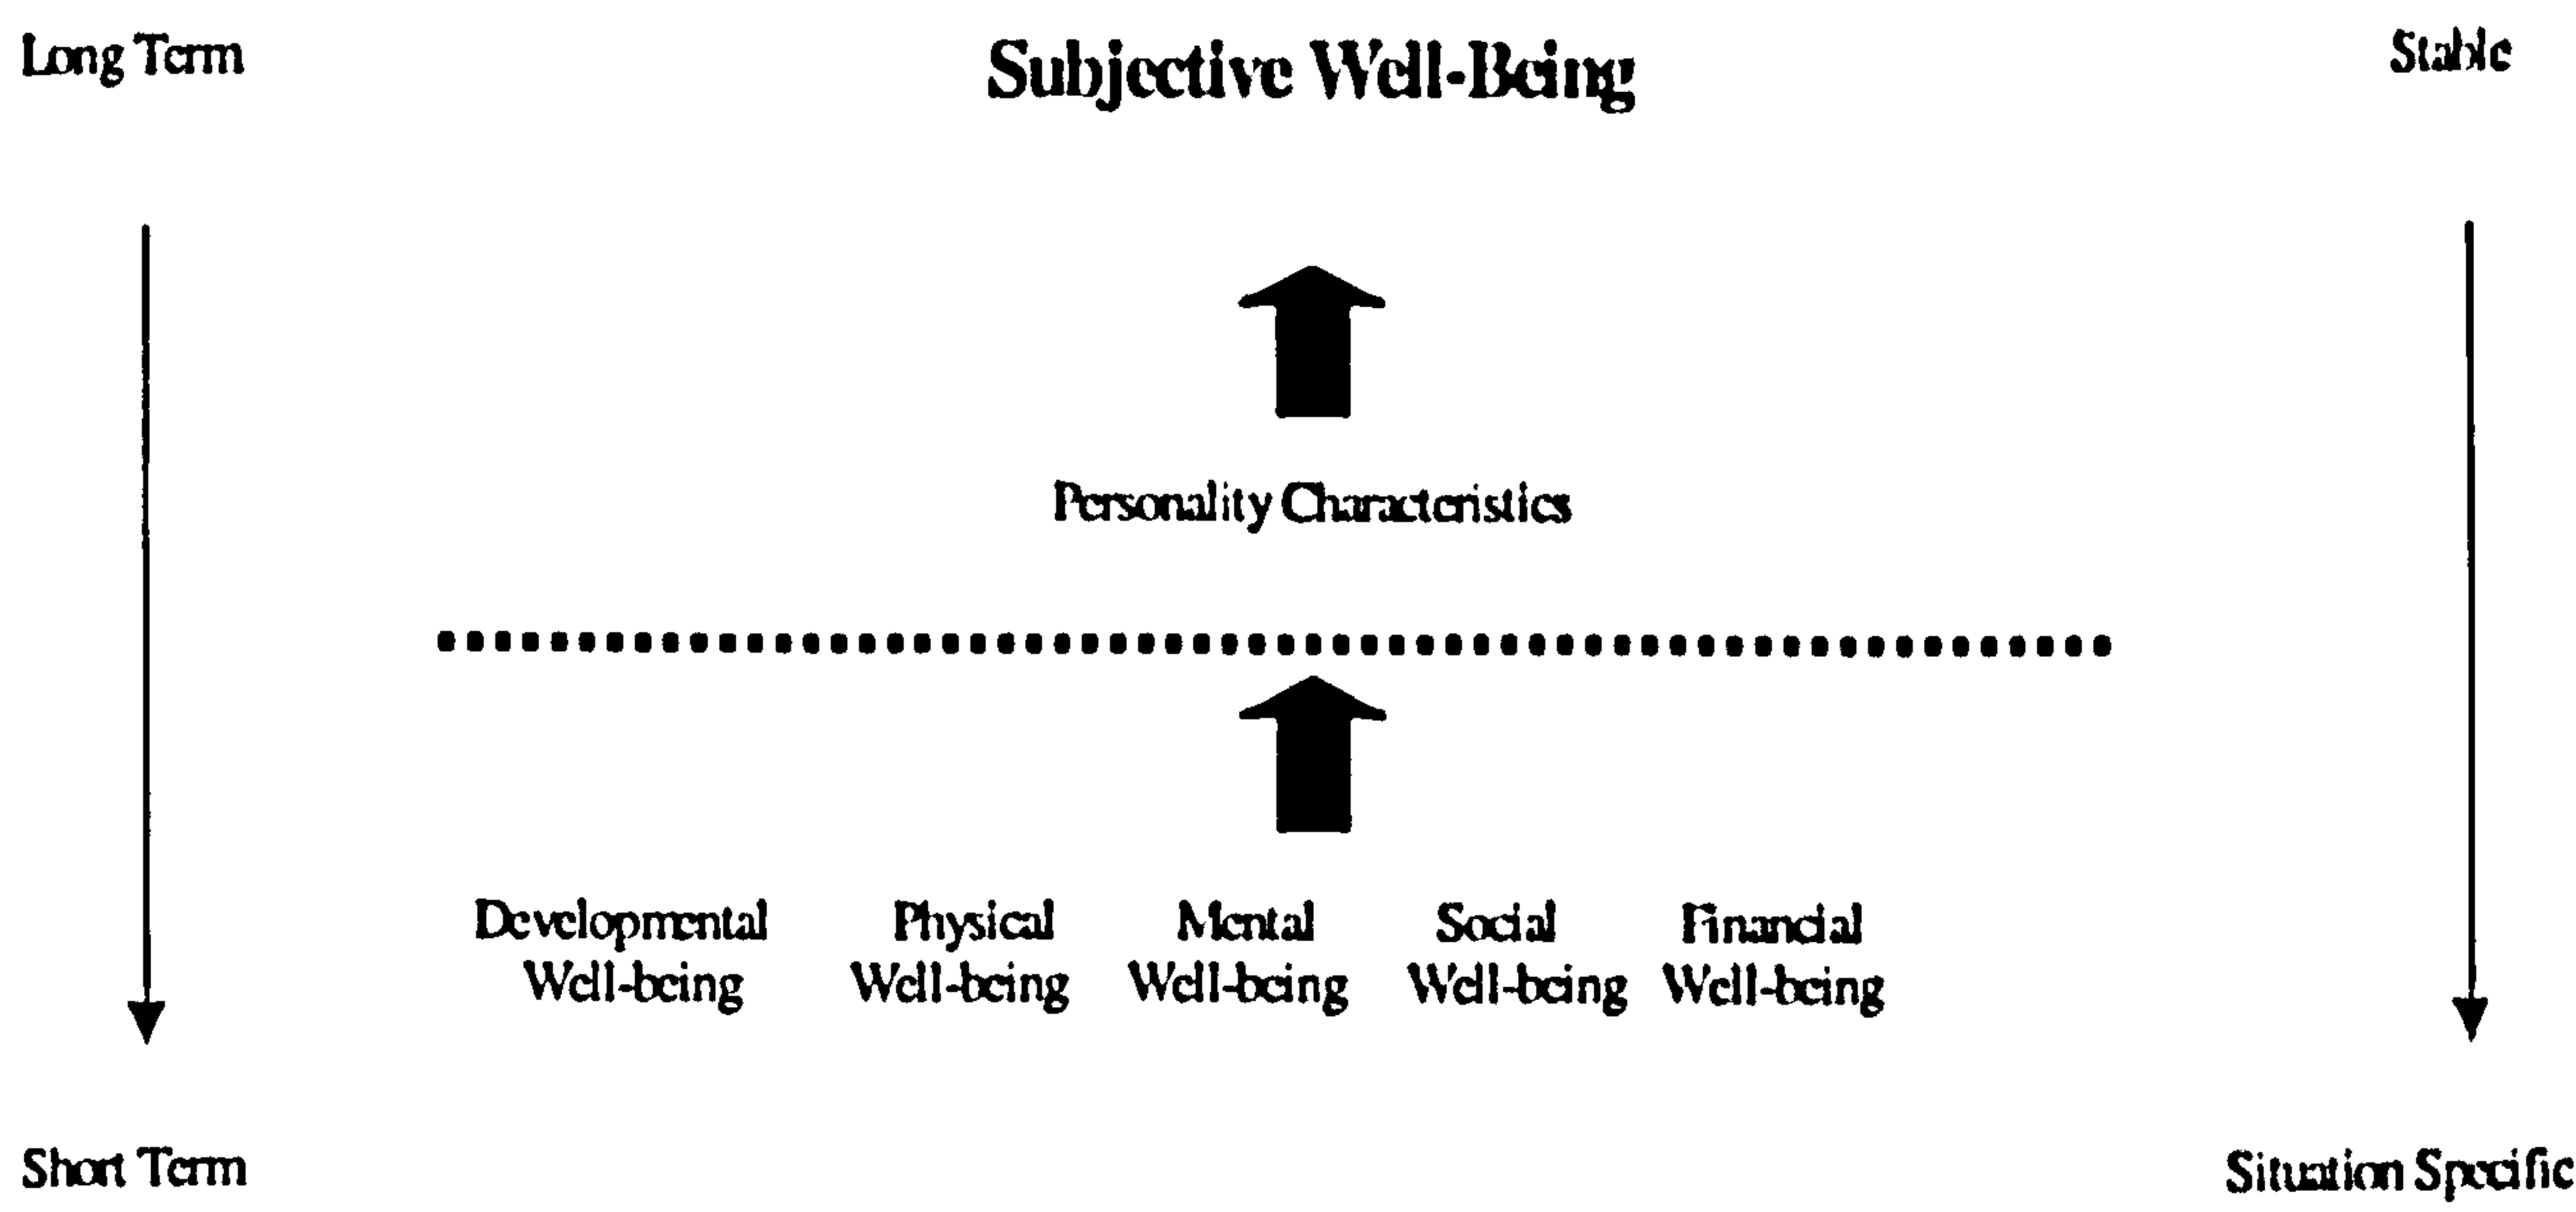 Long Term
Subjective Well-Being
Stable
Personality Characteristics
Developmental Well-being
Physical Well-being
Mental Well-being
Social Well-being
Financial Well-being
Short Term
Situation Specific